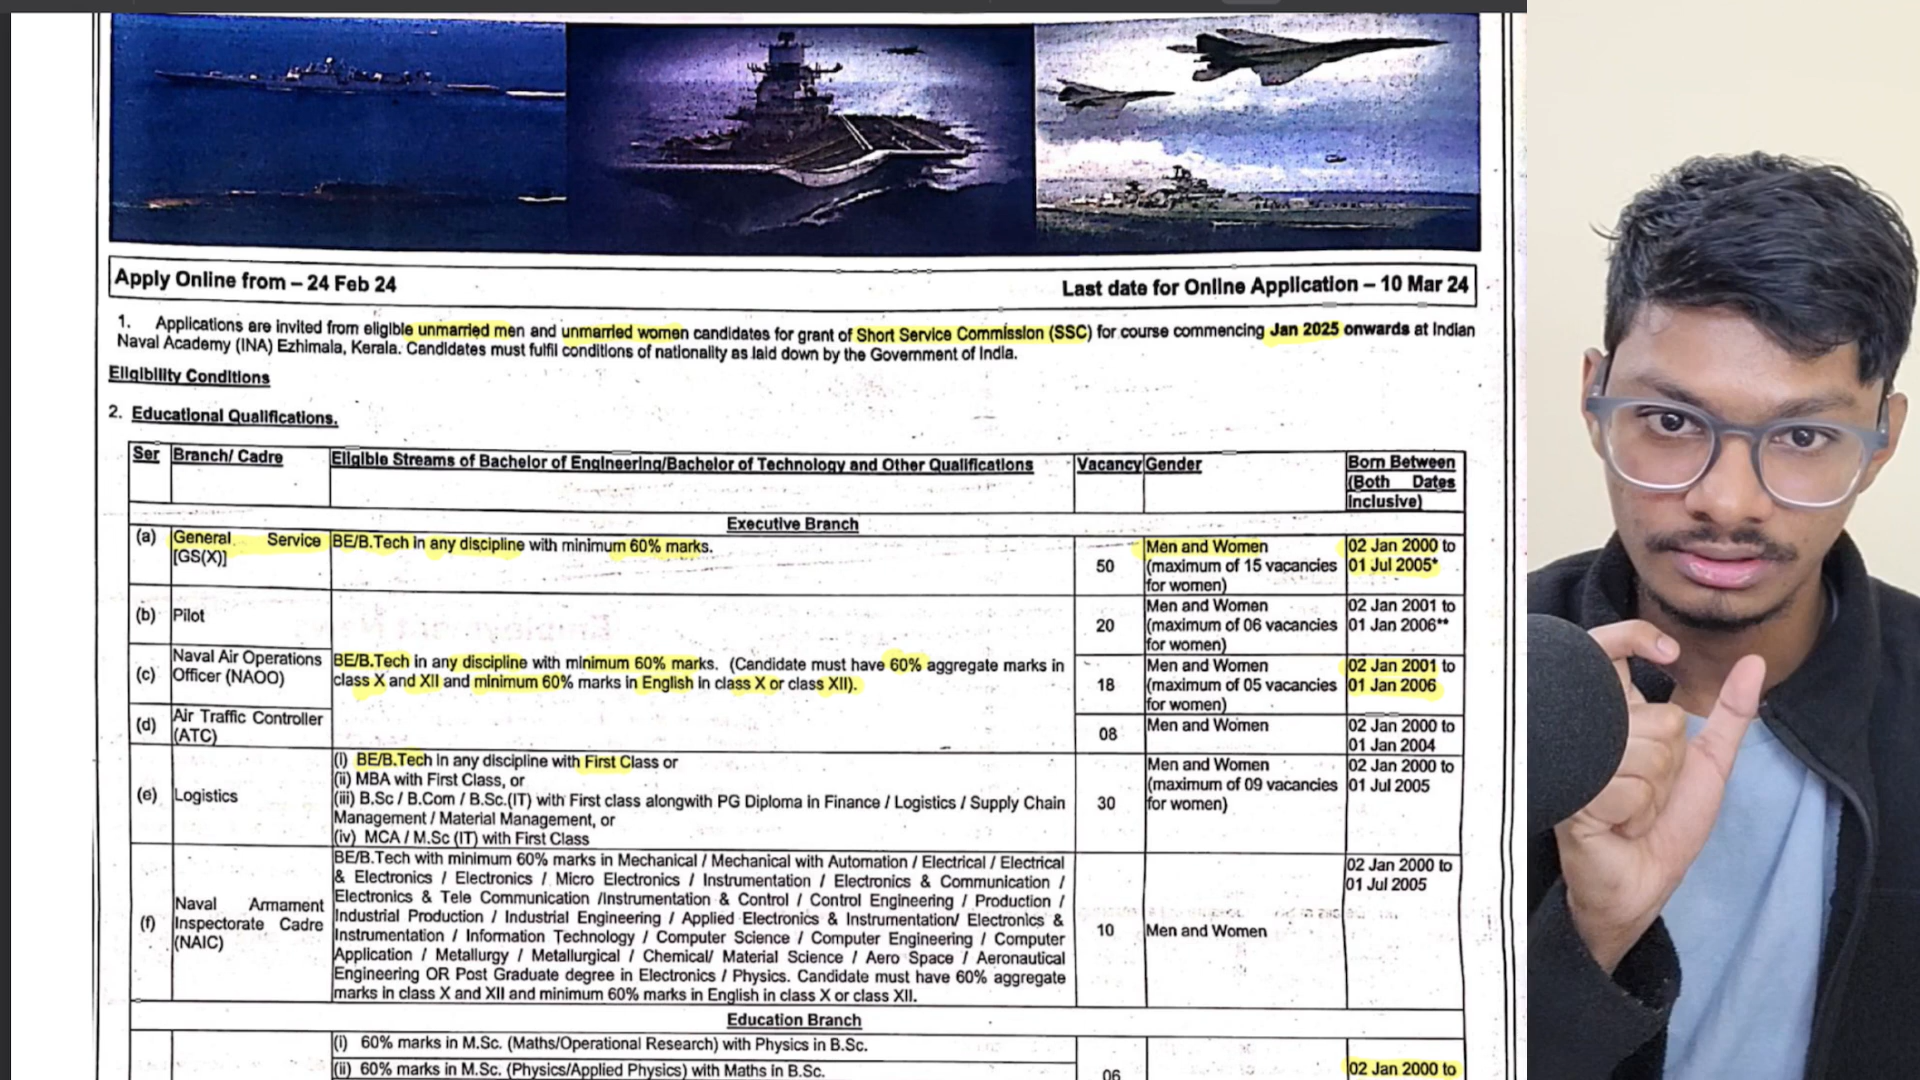 Apply Online from – 24 Feb 24
Last date for Online Application – 10 Mar 24
1. Applications are invited from eligible unmarried men and unmarried women candidates for grant of Short Service Commission (SSC) for course commencing Jan 2025 onwards at Indian
Naval Academy (INA) Ezhimala, Kerala. Candidates must fulfil conditions of nationality as laid down by the Government of India.
Eligibility Conditions
2. Educational Qualifications.
Ser Branch/ Cadre Eligible Streams of Bachelor of Engineering/Bachelor of Technology and Other Qualifications Vacancy Gender Born Between
(Both Dates
Inclusive)
Executive Branch
(a) General Service
[GS(X)]
BE/B.Tech in any discipline with minimum 60% marks.
50
Men and Women
(maximum of 15 vacancies
for women)
02 Jan 2000 to
01 Jul 2005*
(b) Pilot
20
Men and Women
(maximum of 06 vacancies
for women)
02 Jan 2001 to
01 Jan 2006**
(c) Naval Air Operations
Officer (NAOO)
BE/B.Tech in any discipline with minimum 60% marks. (Candidate must have 60% aggregate marks in
class X and XII and minimum 60% marks in English in class X or class XII).
18
Men and Women
(maximum of 05 vacancies
for women)
02 Jan 2001 to
01 Jan 2006
(d) Air Traffic Controller
(ATC)
08
Men and Women
02 Jan 2000 to
01 Jan 2004
(e) Logistics
(i) BE/B.Tech in any discipline with First Class or
(ii) MBA with First Class, or
(iii) B.Sc / B.Com / B.Sc.(IT) with First class alongwith PG Diploma in Finance / Logistics / Supply Chain
Management / Material Management, or
(iv) MCA / M.Sc (IT) with First Class
30
Men and Women
(maximum of 09 vacancies
for women)
02 Jan 2000 to
01 Jul 2005
(f) Naval Armament
Inspectorate Cadre
(NAIC)
BE/B.Tech with minimum 60% marks in Mechanical / Mechanical with Automation / Electrical / Electrical
& Electronics / Electronics / Micro Electronics / Instrumentation / Electronics & Communication /
Electronics & Tele Communication /Instrumentation & Control / Control Engineering / Production /
Industrial Production / Industrial Engineering / Applied Electronics & Instrumentation/ Electronics &
Instrumentation / Information Technology / Computer Science / Computer Engineering / Computer
Application / Metallurgy / Metallurgical / Chemical/ Material Science / Aero Space / Aeronautical
Engineering OR Post Graduate degree in Electronics / Physics. Candidate must have 60% aggregate
marks in class X and XII and minimum 60% marks in English in class X or class XII.
10
Men and Women
02 Jan 2000 to
01 Jul 2005
Education Branch
(i) 60% marks in M.Sc. (Maths/Operational Research) with Physics in B.Sc.
(ii) 60% marks in M.Sc. (Physics/Applied Physics) with Maths in B.Sc.
06
02 Jan 2000 to